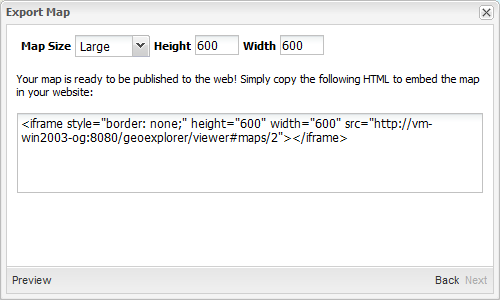 Export Map
Map Size Large Height 600 Width 600
Your map is ready to be published to the web! Simply copy the following HTML to embed the map
in your website:
<iframe style="border: none;" height="600" width="600" src="http://vm-
win2003-og:8080/geoexplorer/viewer#maps/2"></iframe>
Preview Back Next